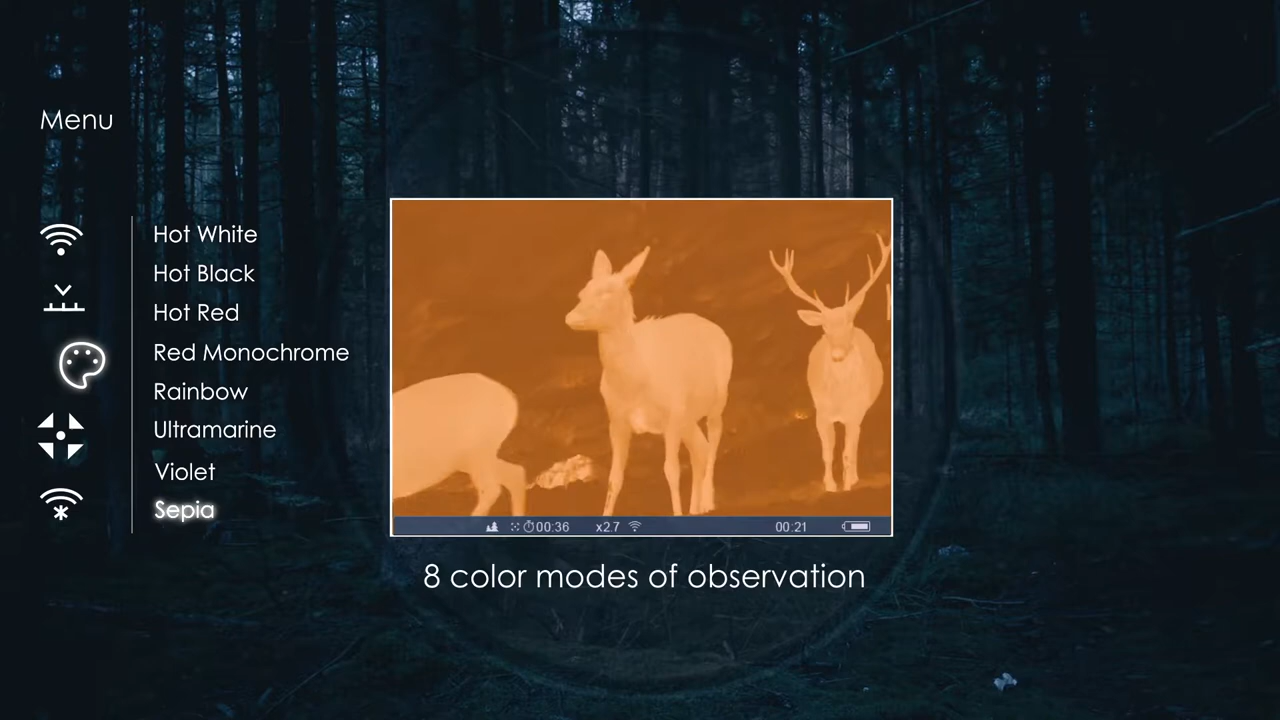 Menu
Hot White
Hot Black
Hot Red
Red Monochrome
Rainbow
Ultramarine
Violet
Sepia
00:36 x2.7 00:21
8 color modes of observation